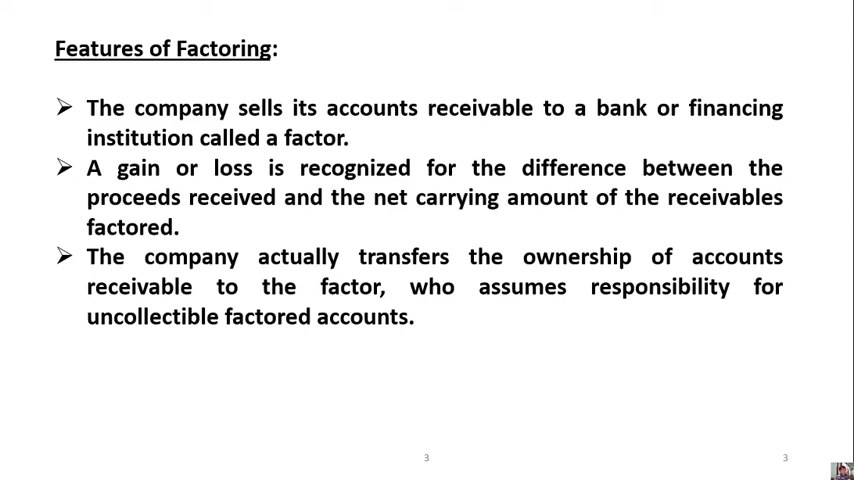 Features of Factoring:
➢ The company sells its accounts receivable to a bank or financing
institution called a factor.
➢ A gain or loss is recognized for the difference between the
proceeds received and the net carrying amount of the receivables
factored.
➢ The company actually transfers the ownership of accounts
receivable to the factor, who assumes responsibility for
uncollectible factored accounts.
3
3